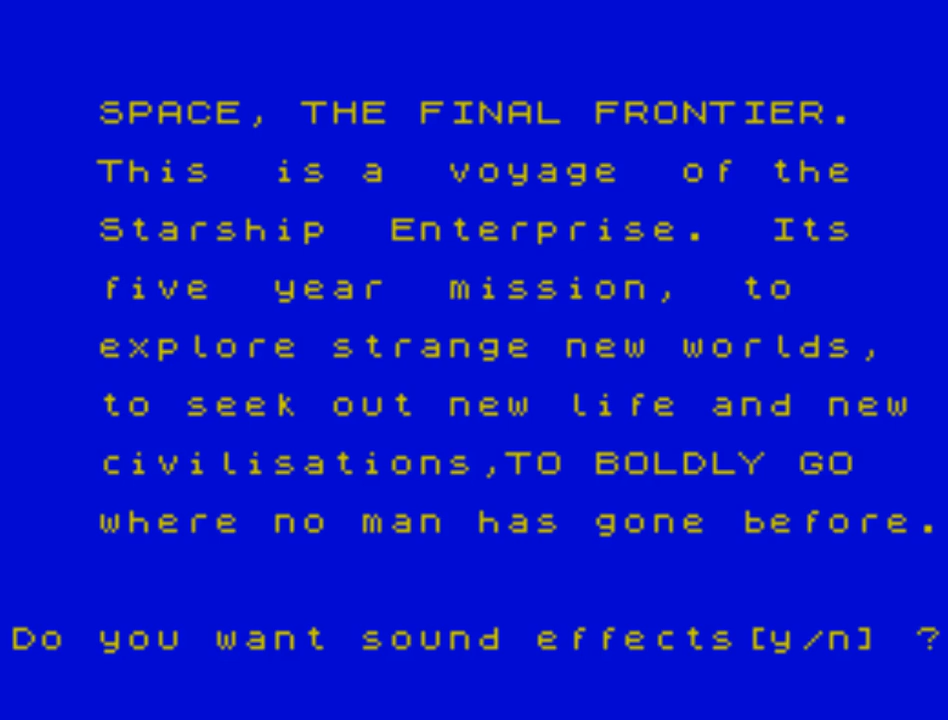 SPACE, THE FINAL FRONTIER.
This is a voyage of the
Starship Enterprise. Its
five year mission, to
explore strange new worlds,
to seek out new life and new
civilisations,TO BOLDLY GO
where no man has gone before.
Do you want sound effects[y/n] ?